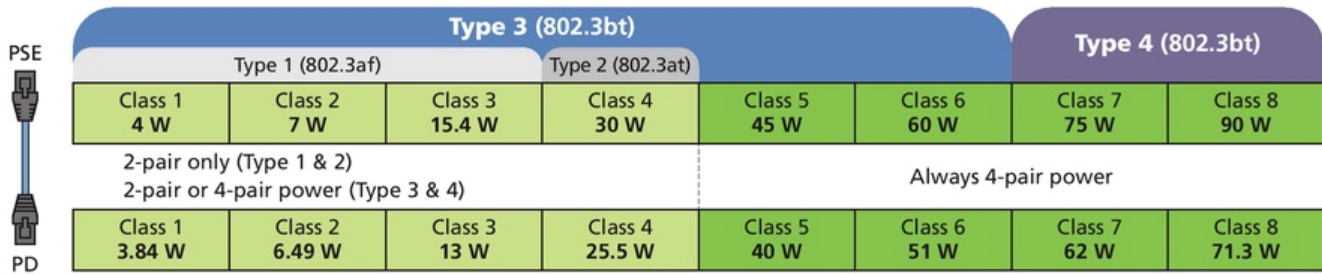 Type 3 (802.3bt)
Type 4 (802.3bt)
PSE
Type 1 (802.3af)
Type 2 (802.3at)
Class 1
4 W
Class 2
7 W
Class 3
15.4 W
Class 4
30 W
Class 5
45 W
Class 6
60 W
Class 7
75 W
Class 8
90 W
2-pair only (Type 1 & 2)
2-pair or 4-pair power (Type 3 & 4)
Always 4-pair power
Class 1
3.84 W
Class 2
6.49 W
Class 3
13 W
Class 4
25.5 W
Class 5
40 W
Class 6
51 W
Class 7
62 W
Class 8
71.3 W
PD